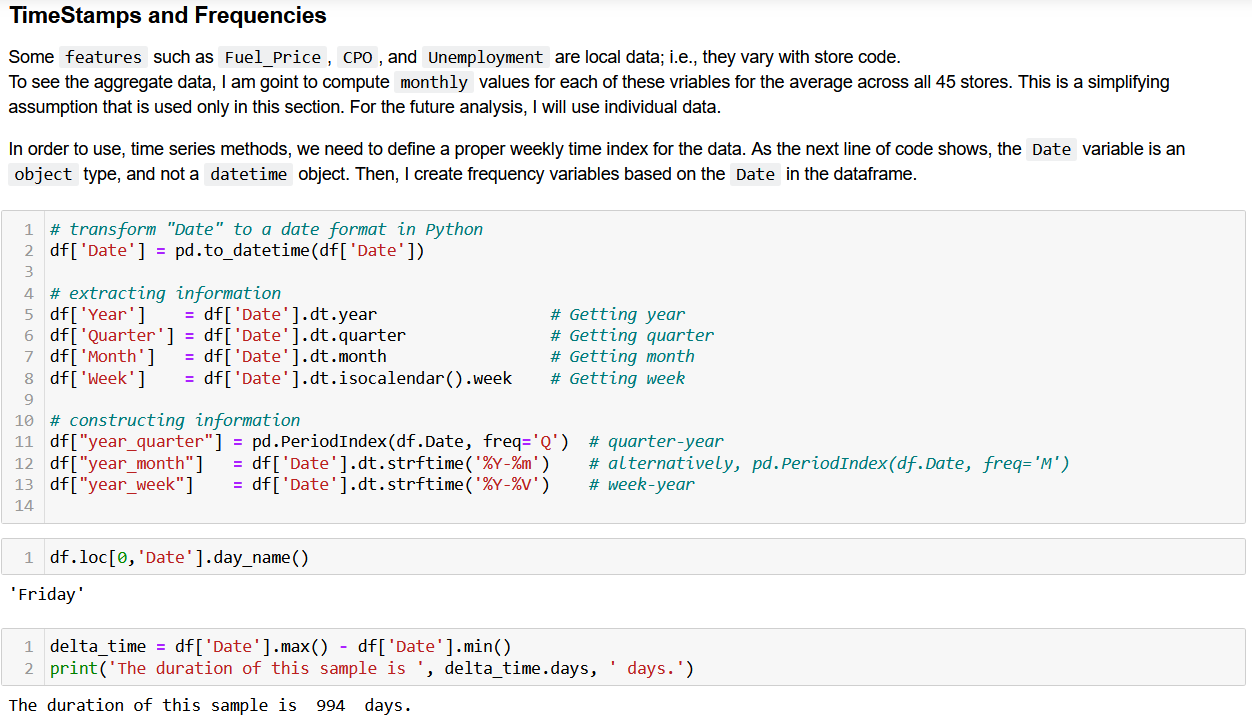 TimeStamps and Frequencies
Some features such as Fuel_Price , CPO , and Unemployment are local data; i.e., they vary with store code.
To see the aggregate data, I am goint to compute monthly values for each of these vriables for the average across all 45 stores. This is a simplifying
assumption that is used only in this section. For the future analysis, I will use individual data.
In order to use, time series methods, we need to define a proper weekly time index for the data. As the next line of code shows, the Date variable is an
object type, and not a datetime object. Then, I create frequency variables based on the Date in the dataframe.
1 # transform "Date" to a date format in Python
2 df['Date'] = pd.to_datetime(df['Date'])
3
4 # extracting information
5 df['Year']    = df['Date'].dt.year                  # Getting year
6 df['Quarter'] = df['Date'].dt.quarter               # Getting quarter
7 df['Month']   = df['Date'].dt.month                 # Getting month
8 df['Week']    = df['Date'].dt.isocalendar().week    # Getting week
9
10 # constructing information
11 df["year_quarter"] = pd.PeriodIndex(df.Date, freq='Q')  # quarter-year
12 df["year_month"]   = df['Date'].dt.strftime('%Y-%m')    # alternatively, pd.PeriodIndex(df.Date, freq='M')
13 df["year_week"]    = df['Date'].dt.strftime('%Y-%V')    # week-year
14
1 df.loc[0,'Date'].day_name()
'Friday'
1 delta_time = df['Date'].max() - df['Date'].min()
2 print('The duration of this sample is ', delta_time.days, ' days.')
The duration of this sample is  994  days.